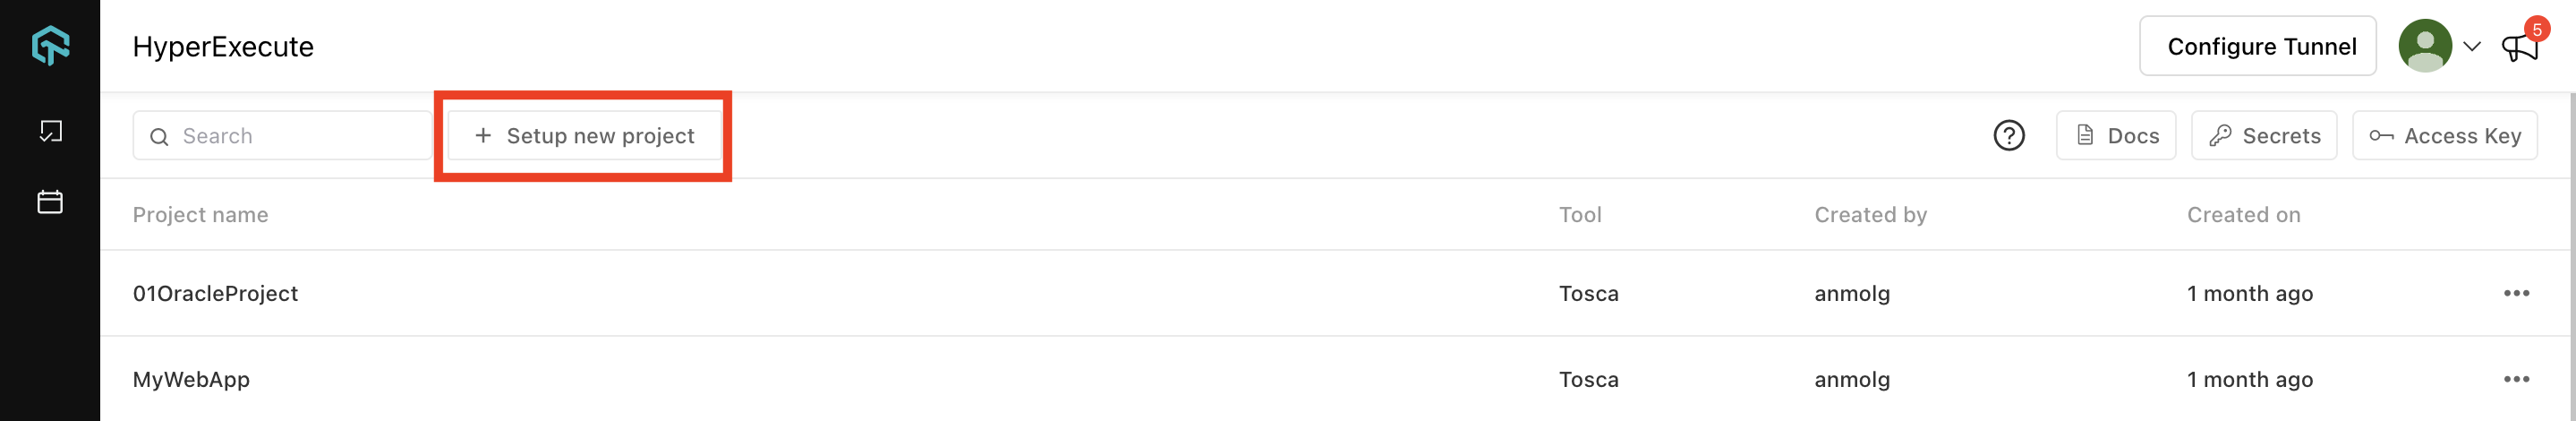 HyperExecute
Configure Tunnel
5
Search
+ Setup new project
?
Docs
Secrets
Access Key
Project name Tool Created by Created on
01OracleProject Tosca anmolg 1 month ago
MyWebApp Tosca anmolg 1 month ago